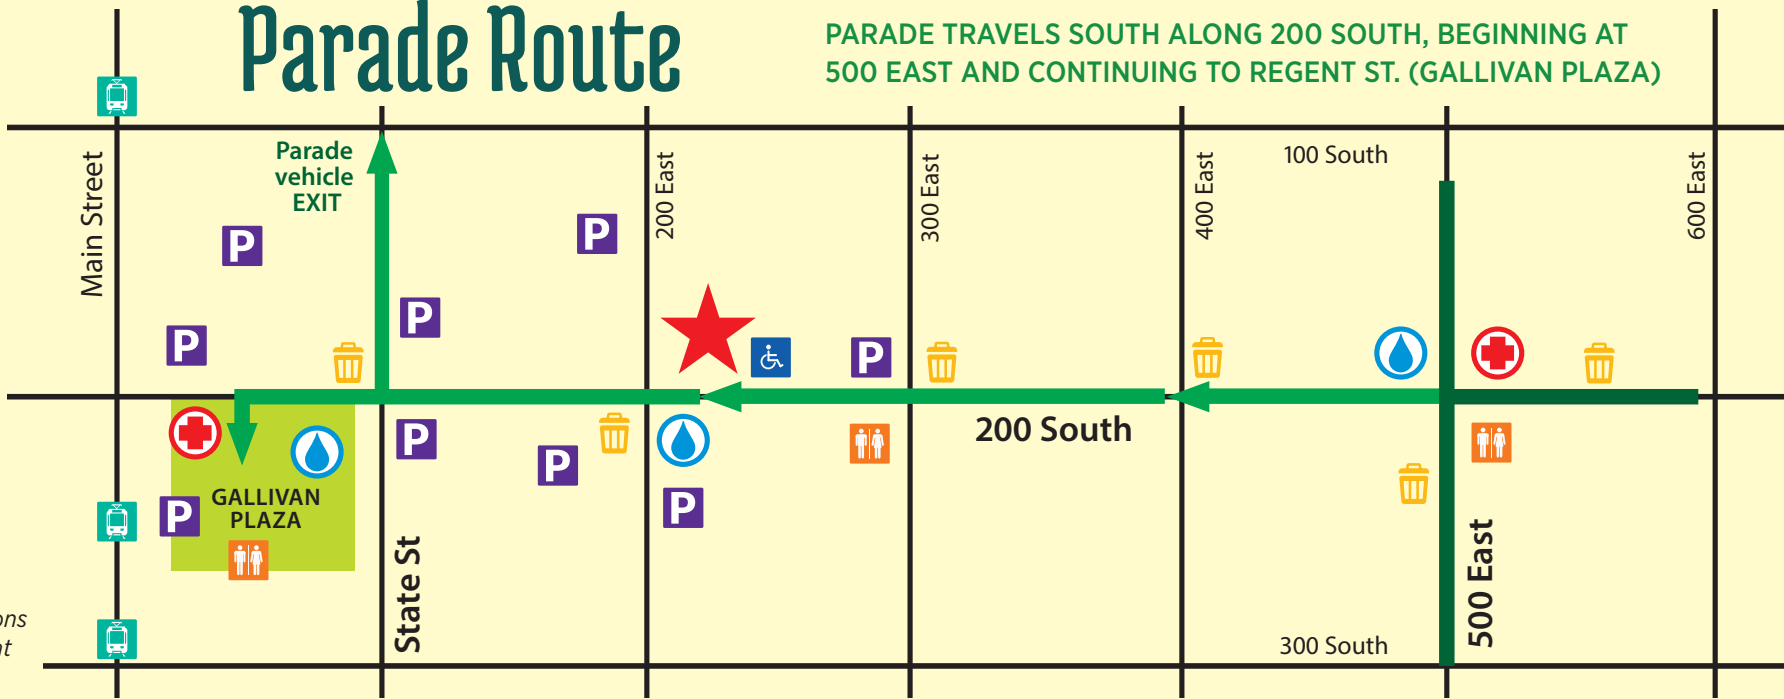 Parade Route
PARADE TRAVELS SOUTH ALONG 200 SOUTH, BEGINNING AT
500 EAST AND CONTINUING TO REGENT ST. (GALLIVAN PLAZA)
Main Street
Parade
vehicle
EXIT
200 East
300 East
400 East
100 South
600 East
P
P
P
P
P
200 South
P
P
P
P
GALLIVAN
PLAZA
State St
500 East
300 South
ons